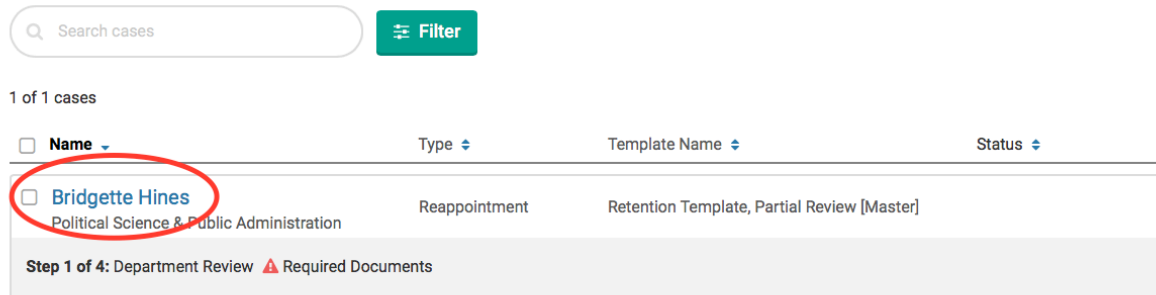 Search cases
Filter
1 of 1 cases
Name Type Template Name Status
Bridgette Hines
Political Science & Public Administration
Reappointment
Retention Template, Partial Review [Master]
Step 1 of 4: Department Review Required Documents